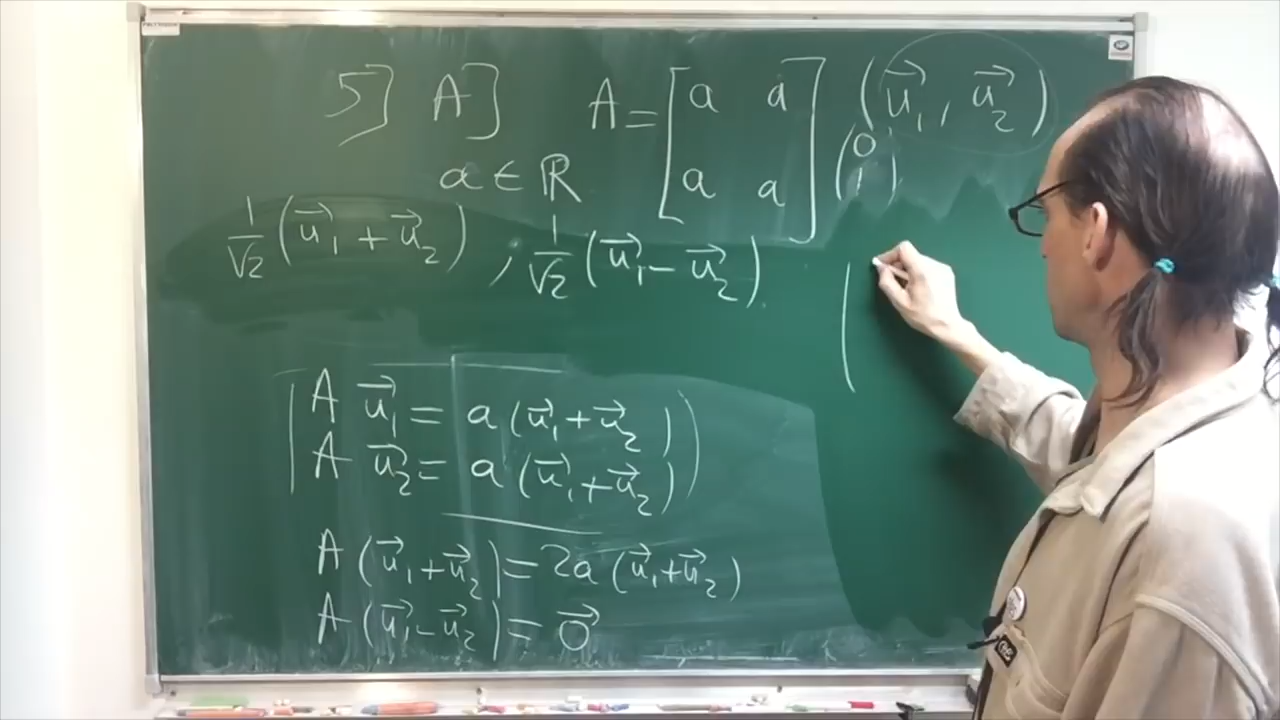 5] A] A = [ a a (u⃗₁, u⃗₂)
a a ] (0
1)
a ∈ ℝ
1/√2 (u⃗₁ + u⃗₂) ; 1/√2 (u⃗₁ − u⃗₂).
A u⃗₁ = a (u⃗₁ + u⃗₂)
A u⃗₂ = a (u⃗₁ + u⃗₂)
A (u⃗₁ + u⃗₂) = 2a (u⃗₁ + u⃗₂)
A (u⃗₁ − u⃗₂) = 0⃗